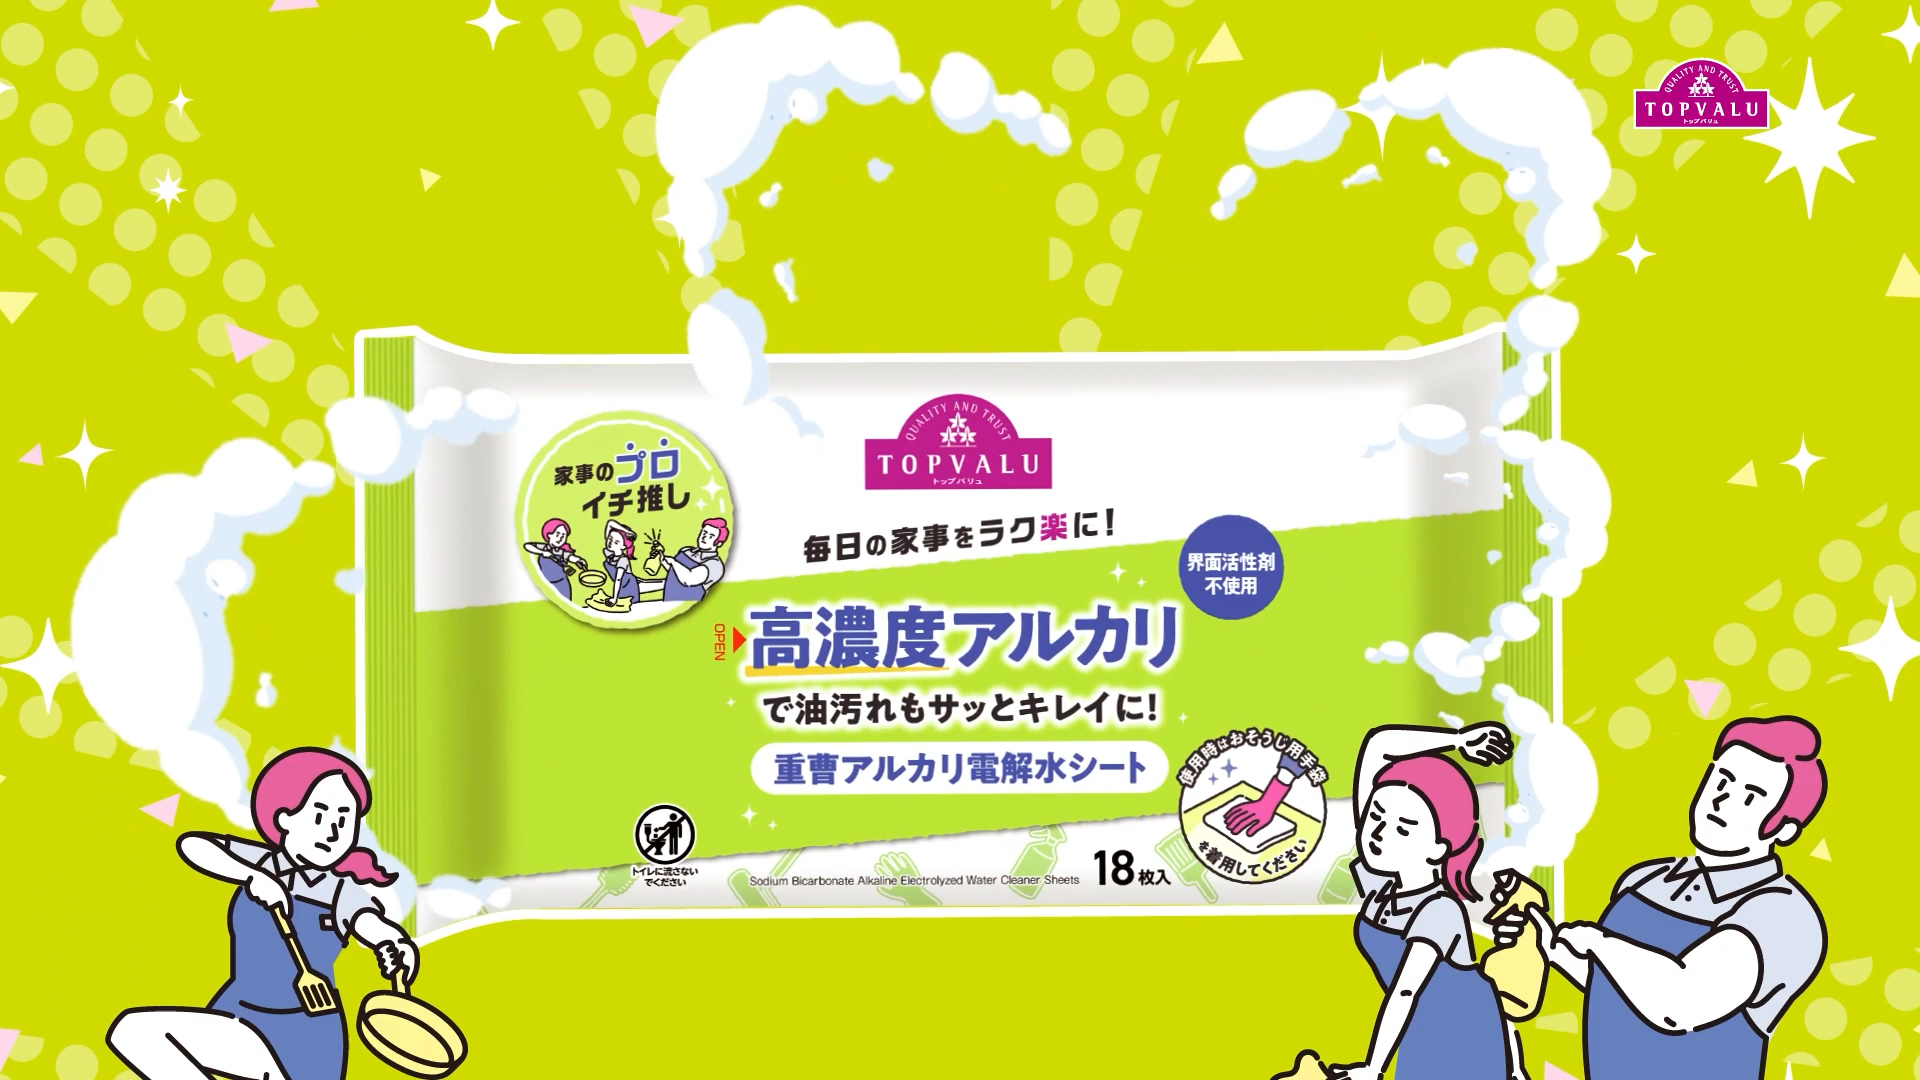 QUALITY AND TRUST
TOPVALU
トップバリュ
QUALITY AND TRUST
TOPVALU
トップバリュ
家事のプロ
イチ推し
毎日の家事をラク楽に!
界面活性剤
不使用
OPEN
高濃度アルカリ
で油汚れもサッとキレイに!
重曹アルカリ電解水シート
使用時はおそうじ用手袋
を着用してください
トイレに流さない
でください
Sodium Bicarbonate Alkaline Electrolyzed Water Cleaner Sheets
18枚入